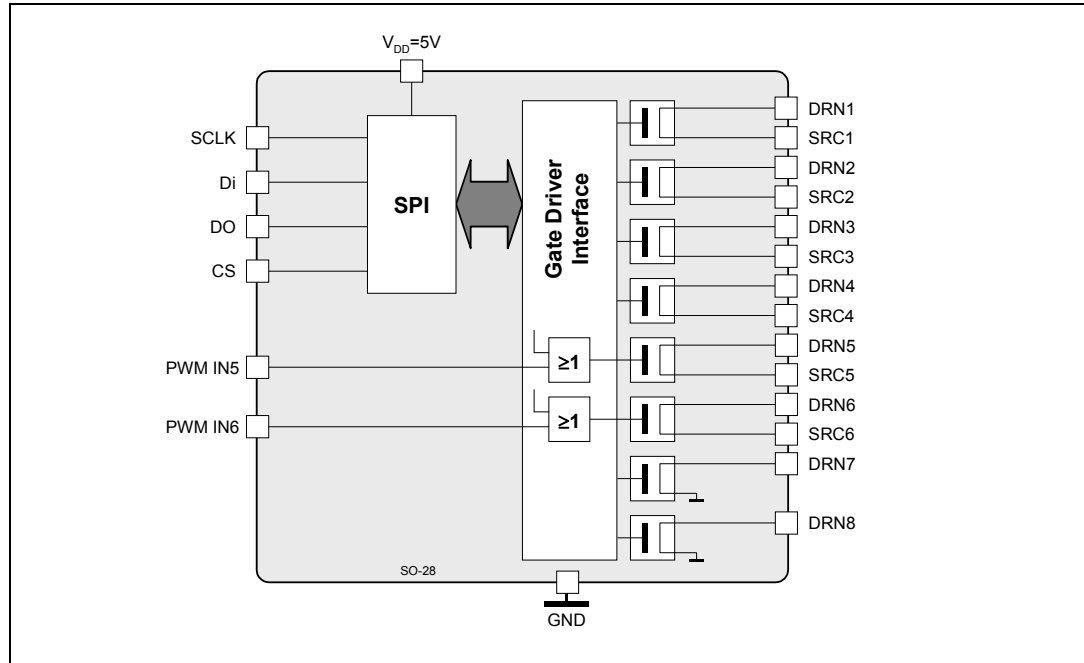 V_DD=5V
SCLK
Di
DO
CS
PWM IN5
PWM IN6
SPI
Gate Driver
Interface
≥1
≥1
DRN1
SRC1
DRN2
SRC2
DRN3
SRC3
DRN4
SRC4
DRN5
SRC5
DRN6
SRC6
DRN7
DRN8
SO-28
GND